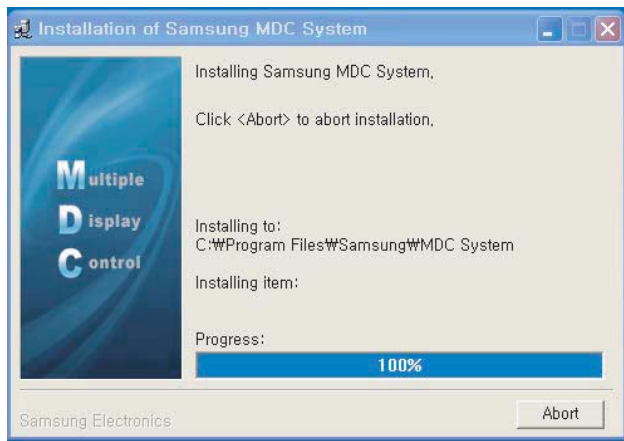 Installation of Samsung MDC System
Installing Samsung MDC System,
Click <Abort> to abort installation,
Multiple
Display
Control
Installing to:
C:₩Program Files₩Samsung₩MDC System
Installing item:
Progress:
100%
Samsung Electronics
Abort